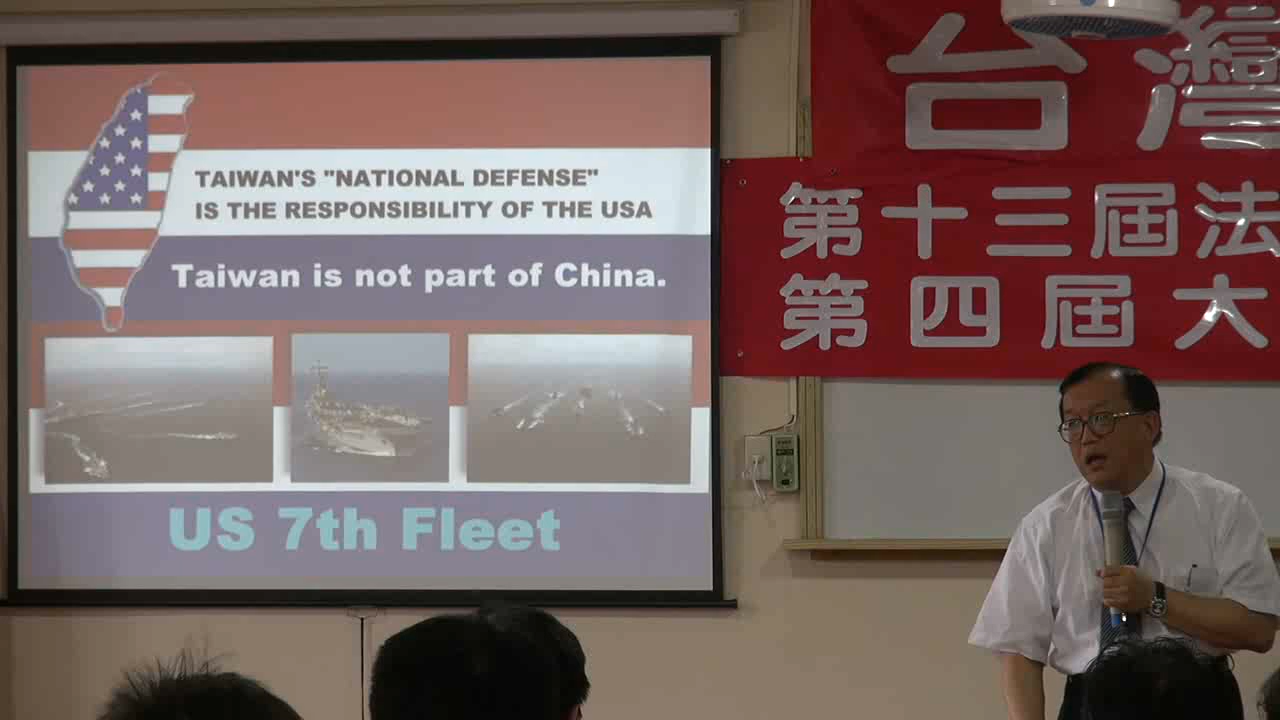 TAIWAN'S "NATIONAL DEFENSE"
IS THE RESPONSIBILITY OF THE USA
Taiwan is not part of China.
US 7th Fleet
台灣
第十三屆法
第四屆大